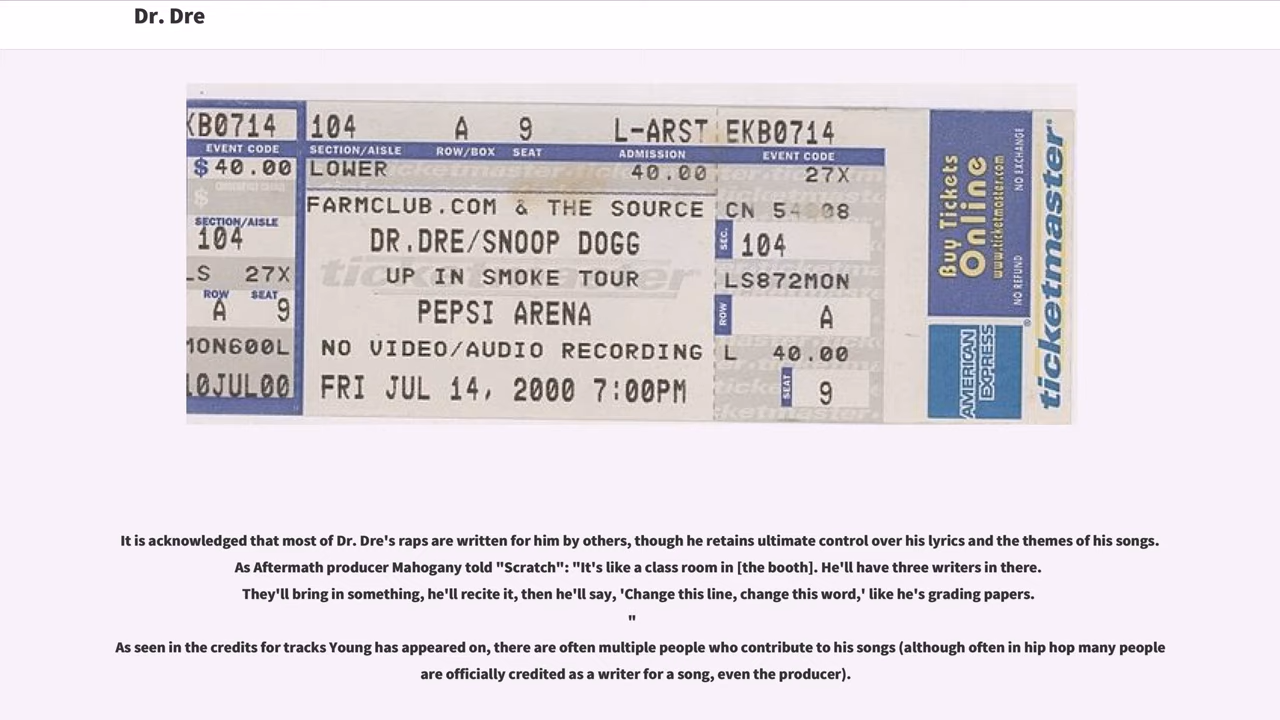 Dr. Dre
KB0714 104 A 9 L-ARST EKB0714
EVENT CODE SECTION/AISLE ROW/BOX SEAT ADMISSION EVENT CODE
$ 40.00 LOWER 40.00 27X
FARMCLUB.COM & THE SOURCE CN
SECTION/AISLE
104 DR.DRE/SNOOP DOGG SEC. 104
LS 27X UP IN SMOKE TOUR LS872MON
ROW SEAT
A 9 PEPSI ARENA ROW A
MON600L NO VIDEO/AUDIO RECORDING L 40.00
10JUL00 FRI JUL 14, 2000 7:00PM SEAT 9
Buy Tickets
Online
www.ticketmaster.com
NO REFUND NO EXCHANGE
AMERICAN
EXPRESS
ticketmaster
It is acknowledged that most of Dr. Dre's raps are written for him by others, though he retains ultimate control over his lyrics and the themes of his songs.
As Aftermath producer Mahogany told "Scratch": "It's like a class room in [the booth]. He'll have three writers in there.
They'll bring in something, he'll recite it, then he'll say, 'Change this line, change this word,' like he's grading papers.
"
As seen in the credits for tracks Young has appeared on, there are often multiple people who contribute to his songs (although often in hip hop many people
are officially credited as a writer for a song, even the producer).